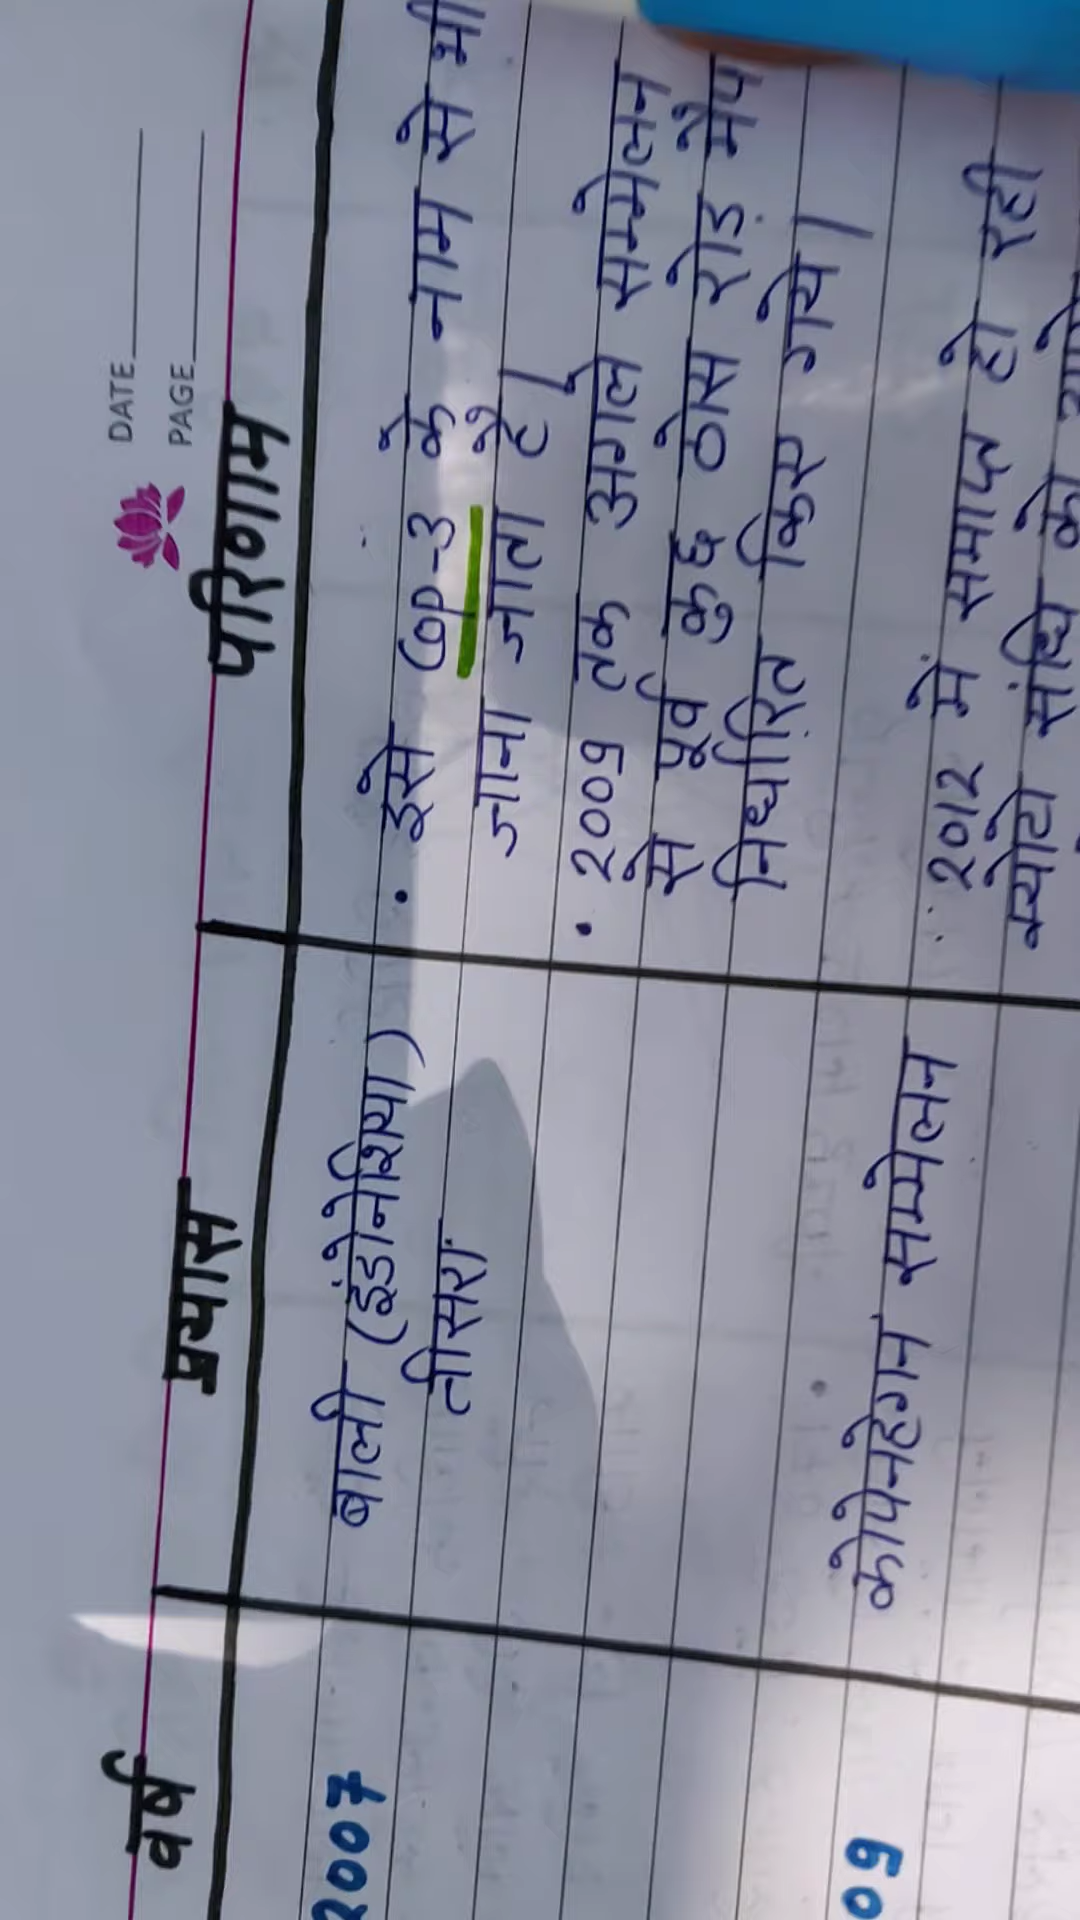 DATE
PAGE
वर्ष प्रयास परिणाम
2007 बाली (इंडोनेशिया) • इसे Cop-3 के नाम से भी
तीसरा जाना जाता है।
• 2009 तक अगले सम्मेलन
से पूर्व कुछ ठोस रोड मैप
निर्धारित किए गये।
09 कोपेनहेगन सम्मेलन • 2012 में समाप्त हो रही
क्योटो संधि को